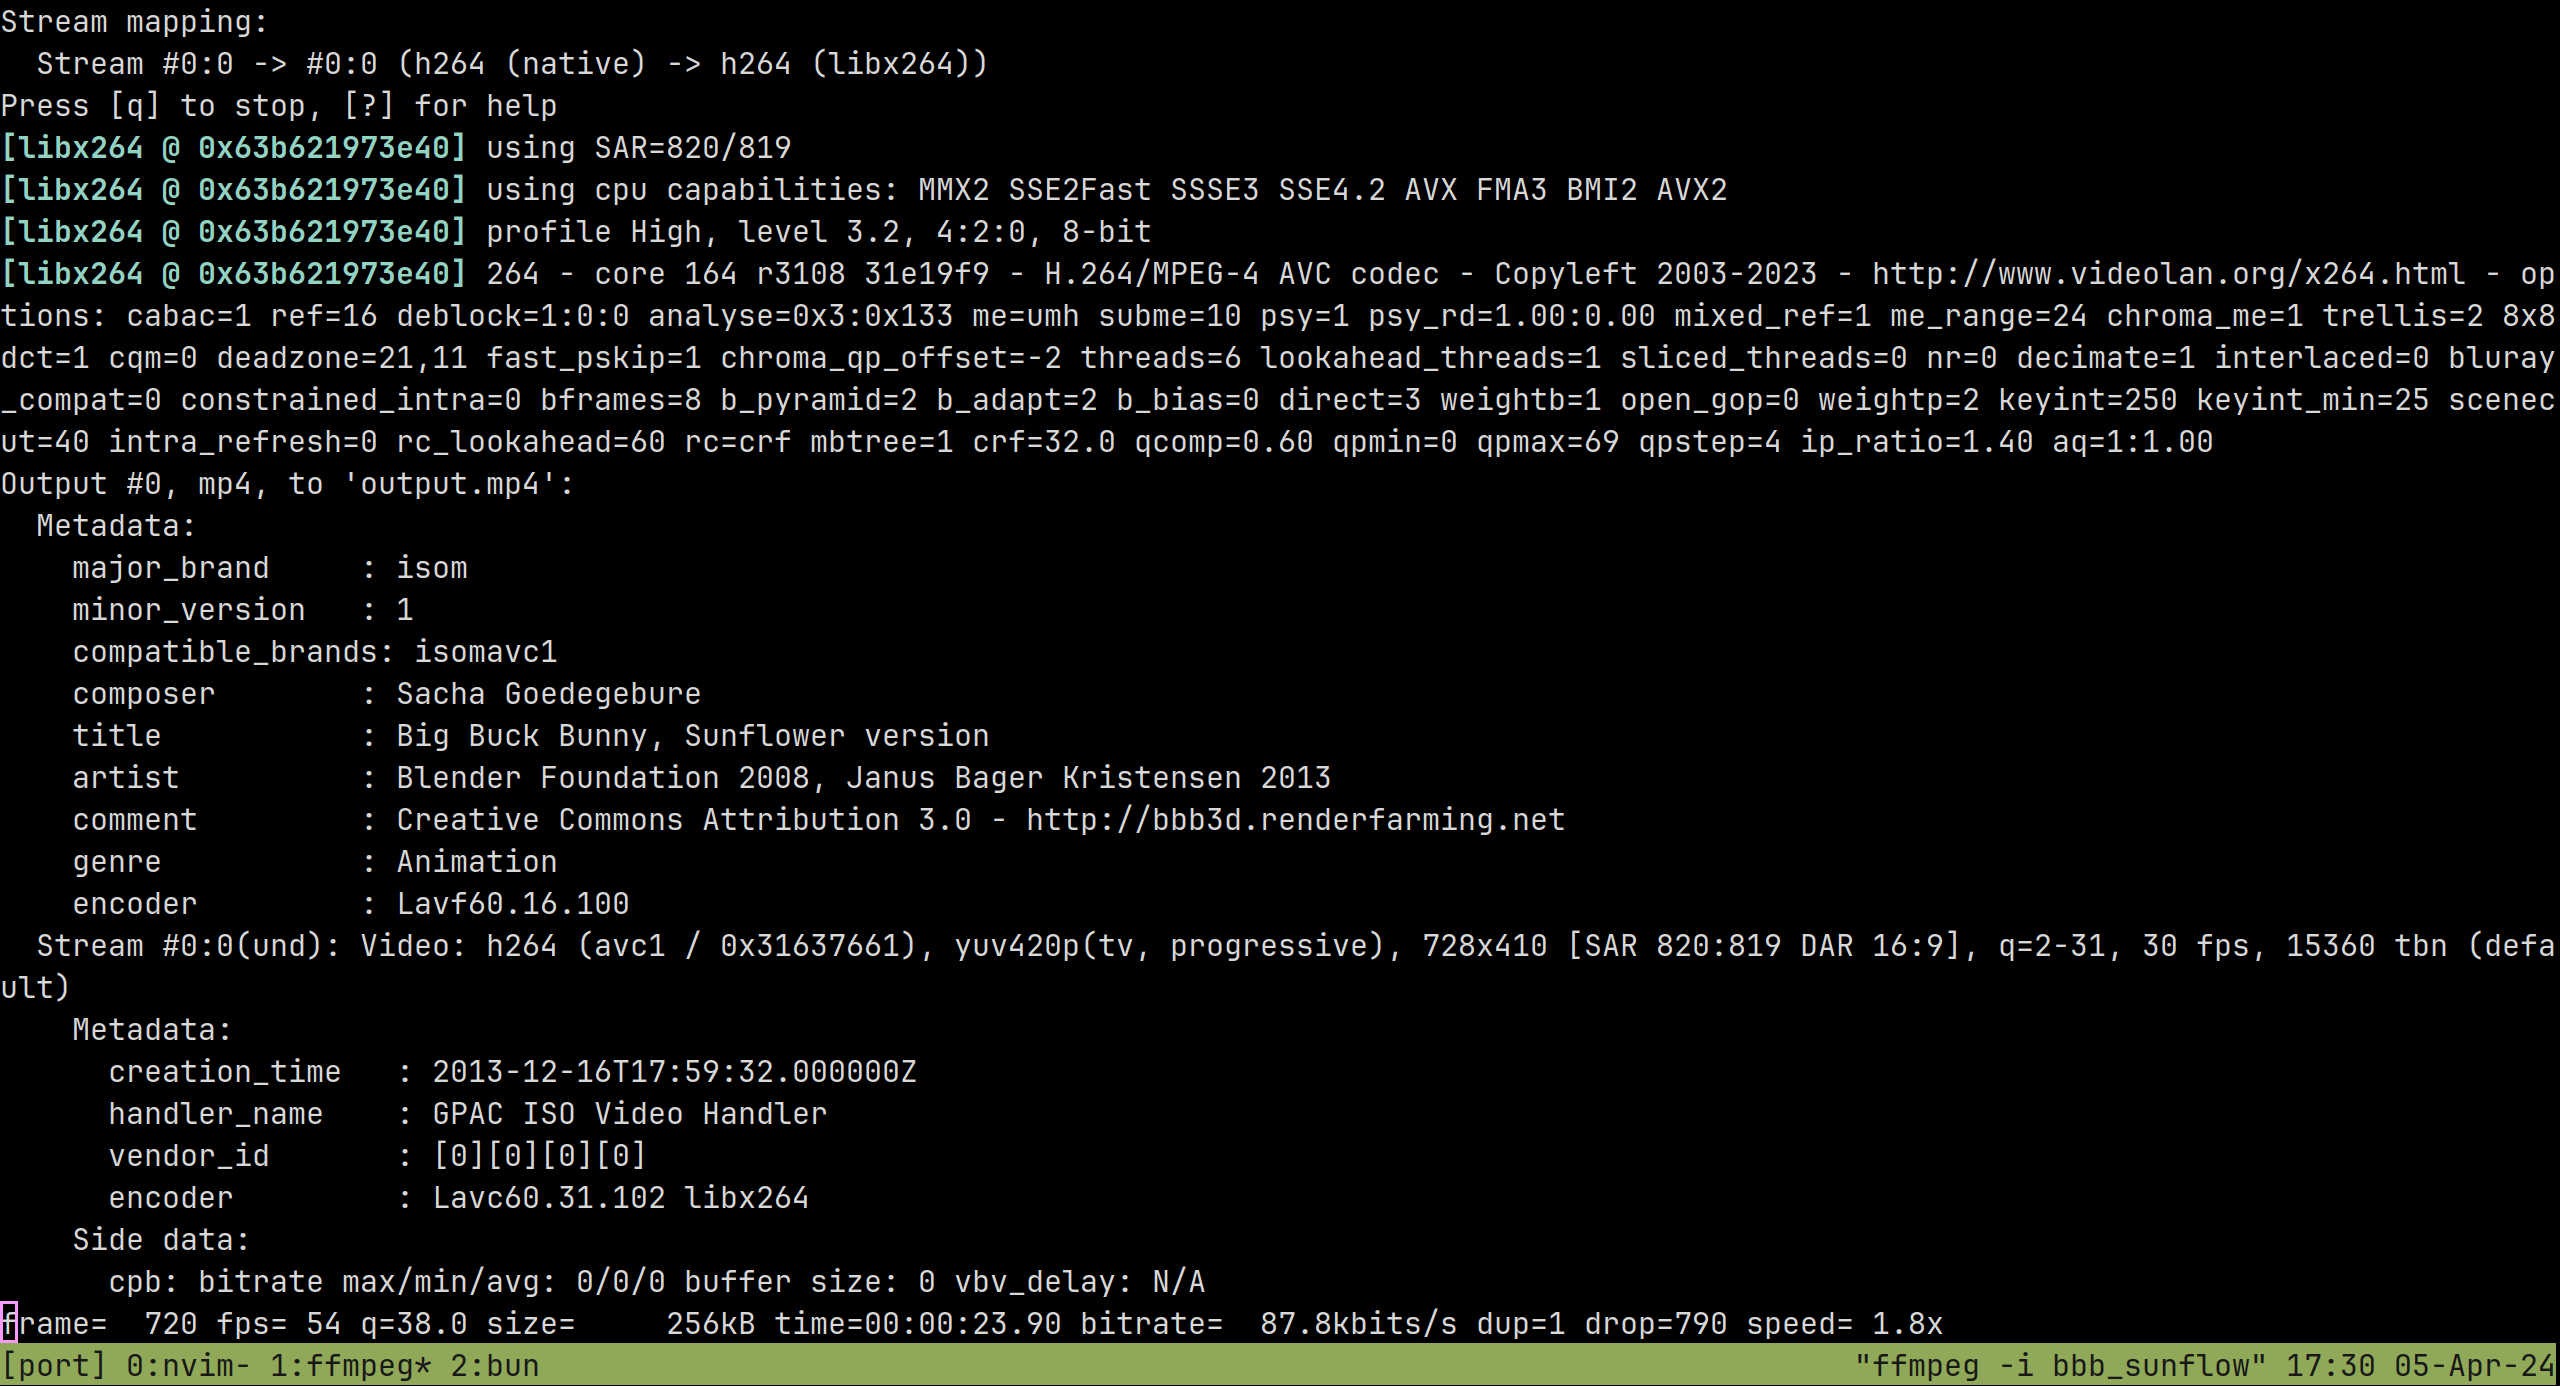 Stream mapping:
  Stream #0:0 -> #0:0 (h264 (native) -> h264 (libx264))
Press [q] to stop, [?] for help
[libx264 @ 0x63b621973e40] using SAR=820/819
[libx264 @ 0x63b621973e40] using cpu capabilities: MMX2 SSE2Fast SSSE3 SSE4.2 AVX FMA3 BMI2 AVX2
[libx264 @ 0x63b621973e40] profile High, level 3.2, 4:2:0, 8-bit
[libx264 @ 0x63b621973e40] 264 - core 164 r3108 31e19f9 - H.264/MPEG-4 AVC codec - Copyleft 2003-2023 - http://www.videolan.org/x264.html - op
tions: cabac=1 ref=16 deblock=1:0:0 analyse=0x3:0x133 me=umh subme=10 psy=1 psy_rd=1.00:0.00 mixed_ref=1 me_range=24 chroma_me=1 trellis=2 8x8
dct=1 cqm=0 deadzone=21,11 fast_pskip=1 chroma_qp_offset=-2 threads=6 lookahead_threads=1 sliced_threads=0 nr=0 decimate=1 interlaced=0 bluray
_compat=0 constrained_intra=0 bframes=8 b_pyramid=2 b_adapt=2 b_bias=0 direct=3 weightb=1 open_gop=0 weightp=2 keyint=250 keyint_min=25 scenec
ut=40 intra_refresh=0 rc_lookahead=60 rc=crf mbtree=1 crf=32.0 qcomp=0.60 qpmin=0 qpmax=69 qpstep=4 ip_ratio=1.40 aq=1:1.00
Output #0, mp4, to 'output.mp4':
  Metadata:
    major_brand     : isom
    minor_version   : 1
    compatible_brands: isomavc1
    composer        : Sacha Goedegebure
    title           : Big Buck Bunny, Sunflower version
    artist          : Blender Foundation 2008, Janus Bager Kristensen 2013
    comment         : Creative Commons Attribution 3.0 - http://bbb3d.renderfarming.net
    genre           : Animation
    encoder         : Lavf60.16.100
  Stream #0:0(und): Video: h264 (avc1 / 0x31637661), yuv420p(tv, progressive), 728x410 [SAR 820:819 DAR 16:9], q=2-31, 30 fps, 15360 tbn (defa
ult)
    Metadata:
      creation_time   : 2013-12-16T17:59:32.000000Z
      handler_name    : GPAC ISO Video Handler
      vendor_id       : [0][0][0][0]
      encoder         : Lavc60.31.102 libx264
    Side data:
      cpb: bitrate max/min/avg: 0/0/0 buffer size: 0 vbv_delay: N/A
frame=  720 fps= 54 q=38.0 size=     256kB time=00:00:23.90 bitrate=  87.8kbits/s dup=1 drop=790 speed= 1.8x
[port] 0:nvim- 1:ffmpeg* 2:bun "ffmpeg -i bbb_sunflow" 17:30 05-Apr-24